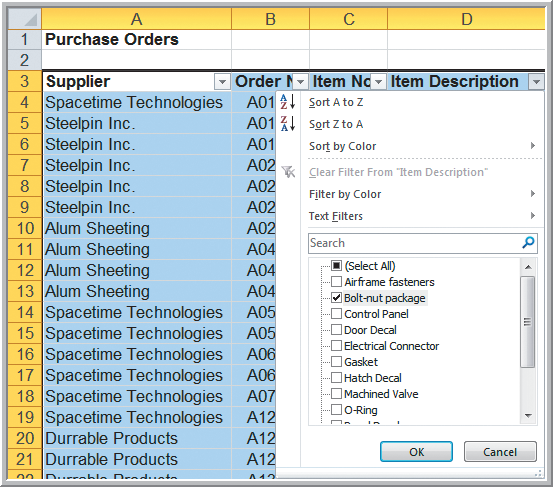 A B C D
1 Purchase Orders
2
3 Supplier Order N Item No Item Description
4 Spacetime Technologies A01
5 Steelpin Inc. A01
6 Steelpin Inc. A01
7 Steelpin Inc. A02
8 Steelpin Inc. A02
9 Steelpin Inc. A02
10 Alum Sheeting A02
11 Alum Sheeting A04
12 Alum Sheeting A04
13 Alum Sheeting A04
14 Spacetime Technologies A05
15 Spacetime Technologies A05
16 Spacetime Technologies A06
17 Spacetime Technologies A06
18 Spacetime Technologies A07
19 Spacetime Technologies A12
20 Durrable Products A12
21 Durrable Products A12
22 Durrable Products A12
Sort A to Z
Sort Z to A
Sort by Color
Clear Filter From "Item Description"
Filter by Color
Text Filters
Search
(Select All)
Airframe fasteners
Bolt-nut package
Control Panel
Door Decal
Electrical Connector
Gasket
Hatch Decal
Machined Valve
O-Ring
OK Cancel